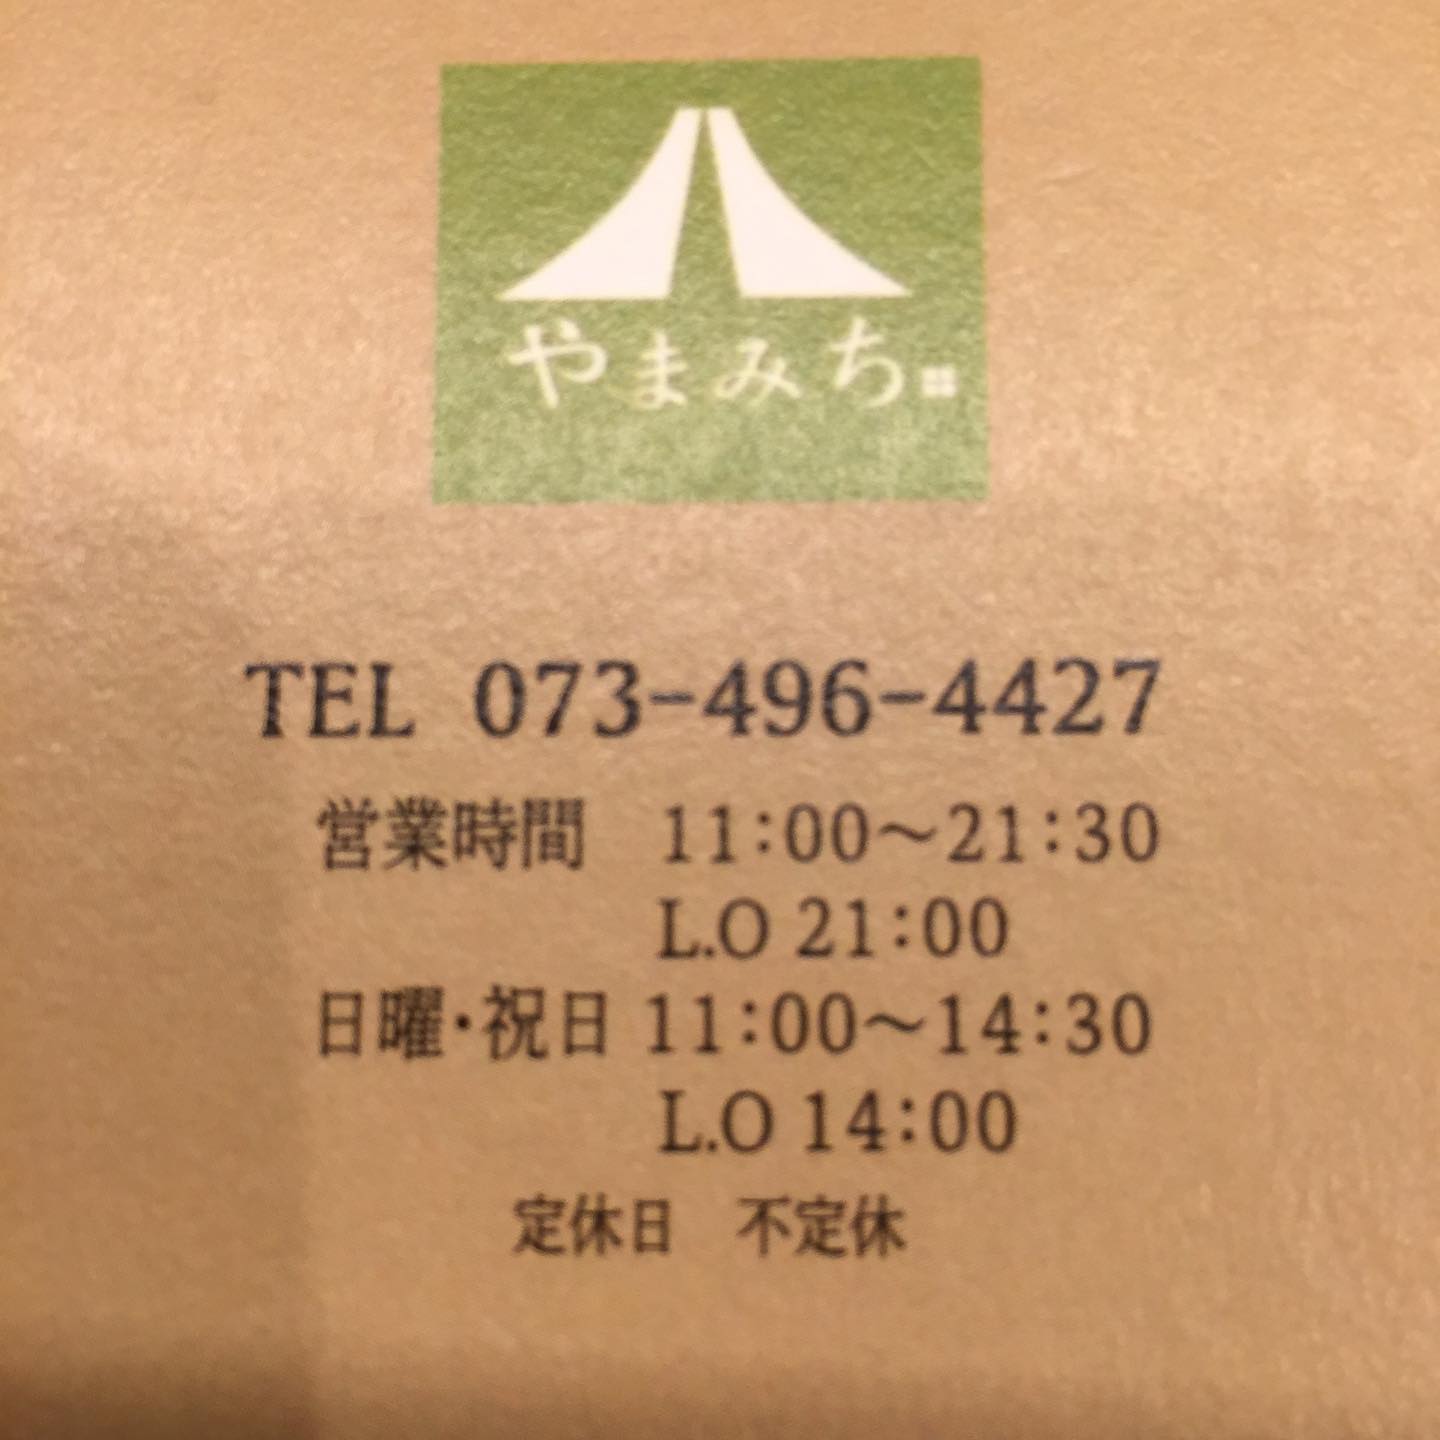 やまみち
TEL 073-496-4427
営業時間 11:00～21:30
L.O 21:00
日曜・祝日 11:00～14:30
L.O 14:00
定休日 不定休